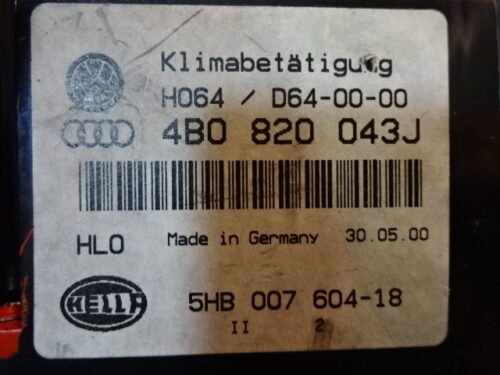 Klimabetätigung
H064 / D64-00-00
4B0 820 043J
HLO Made in Germany 30.05.00
HELLA 5HB 007 604-18
II 2